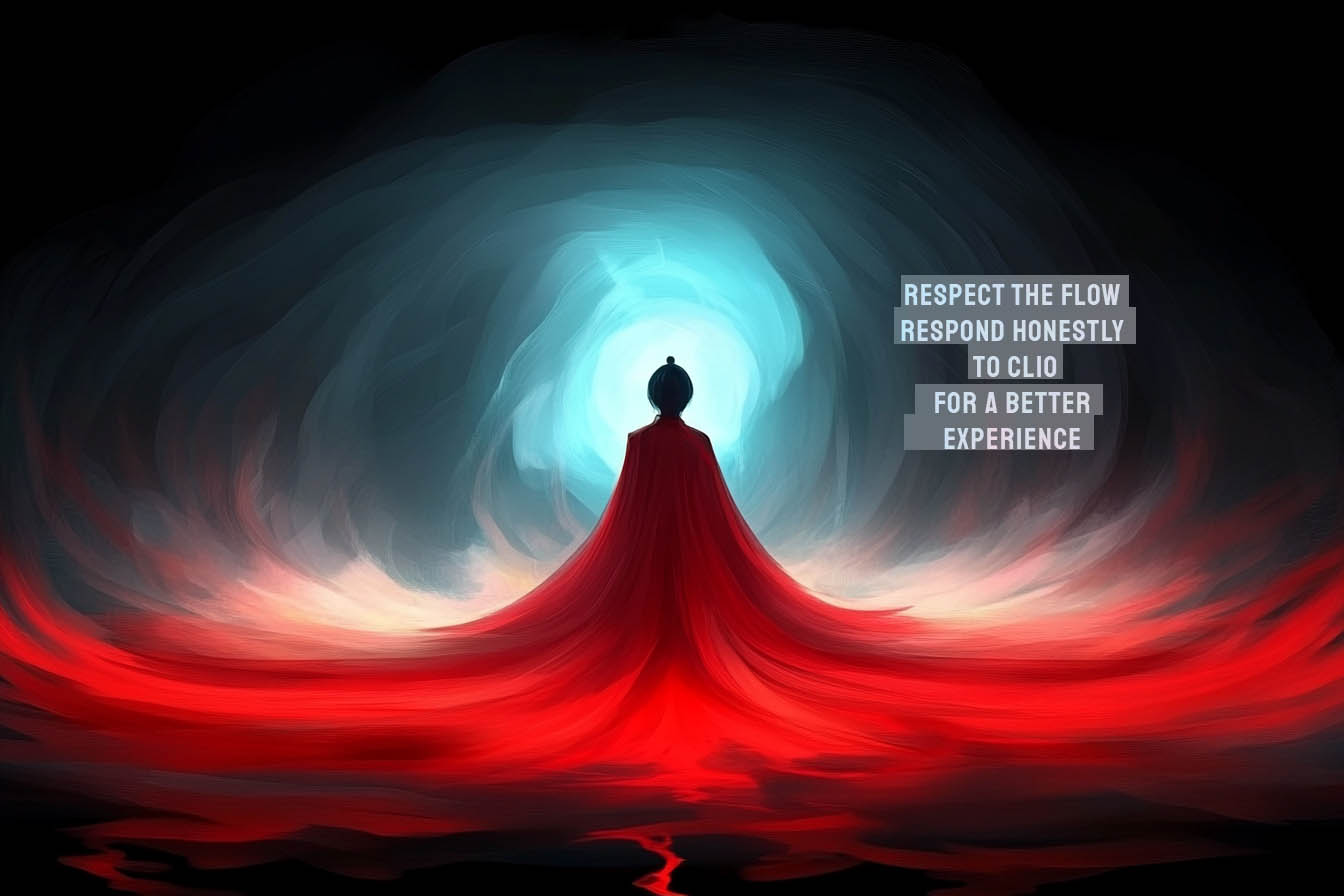 RESPECT THE FLOW
RESPOND HONESTLY
TO CLIO
FOR A BETTER
EXPERIENCE